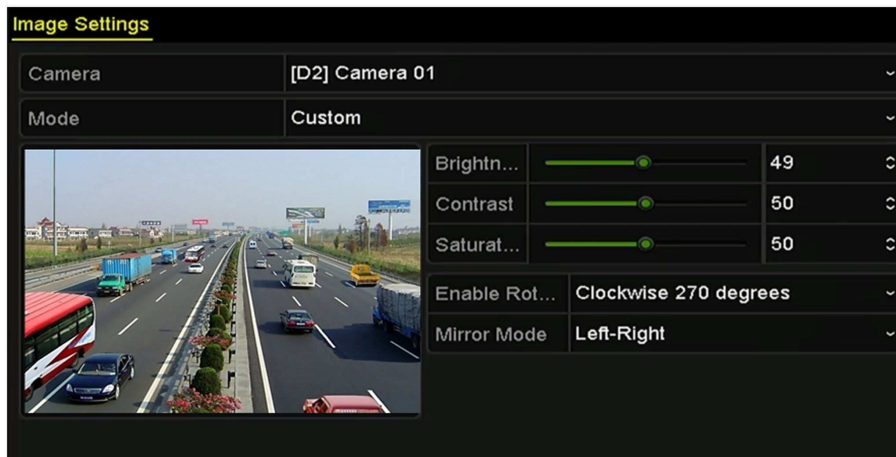 Image Settings
Camera [D2] Camera 01
Mode Custom
Brightn... 49
Contrast 50
Saturat... 50
Enable Rot... Clockwise 270 degrees
Mirror Mode Left-Right